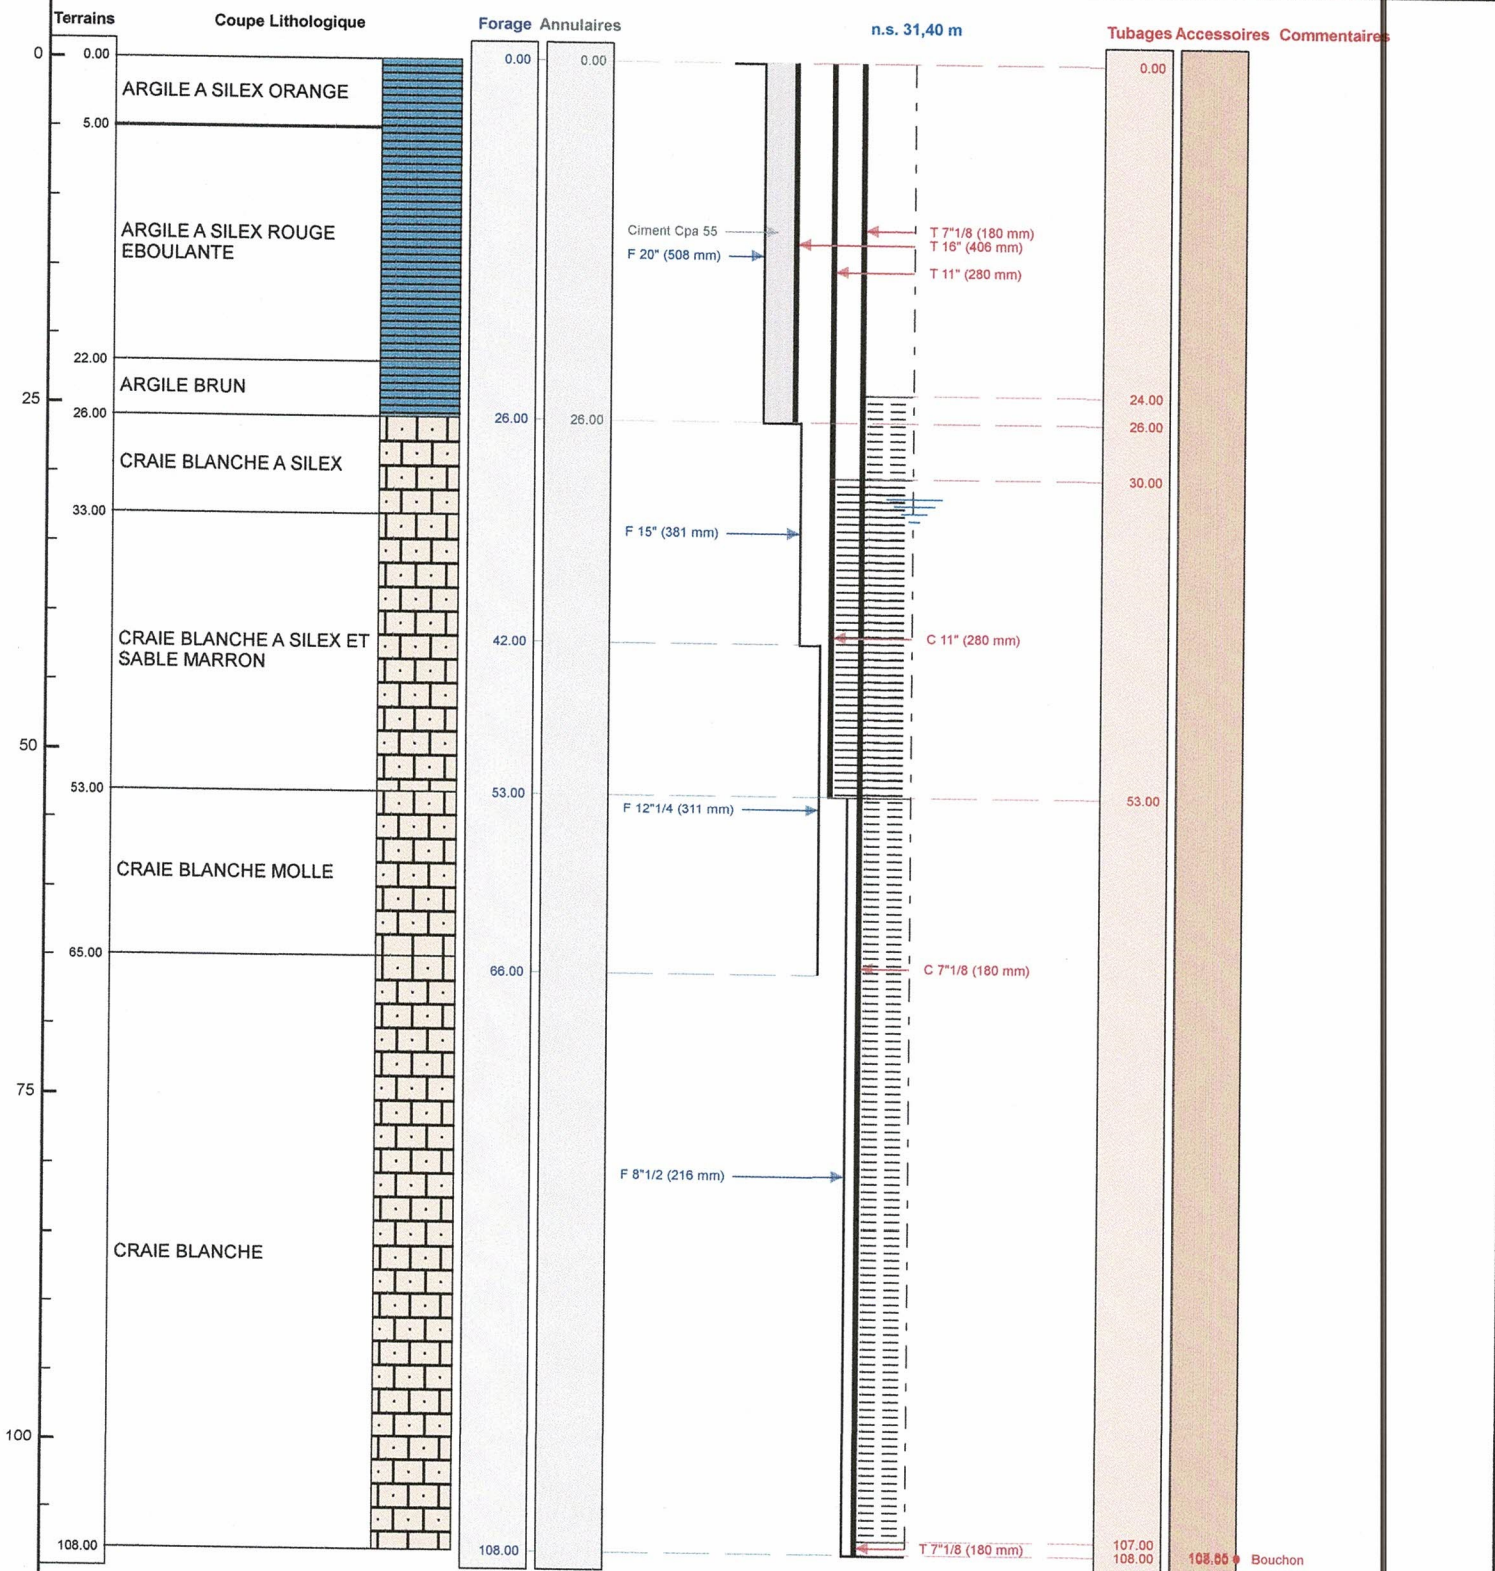 Terrains Coupe Lithologique Forage Annulaires n.s. 31,40 m Tubages Accessoires Commentaires
0 0.00 0.00 0.00 0.00
ARGILE A SILEX ORANGE
5.00
ARGILE A SILEX ROUGE
EBOULANTE
Ciment Cpa 55 T 7"1/8 (180 mm)
T 16" (406 mm)
F 20" (508 mm)
T 11" (280 mm)
22.00
ARGILE BRUN
25 24.00
26.00 26.00 26.00 26.00
CRAIE BLANCHE A SILEX
30.00
33.00
F 15" (381 mm)
CRAIE BLANCHE A SILEX ET
SABLE MARRON
42.00 C 11" (280 mm)
50
53.00 53.00 53.00
F 12"1/4 (311 mm)
CRAIE BLANCHE MOLLE
65.00
66.00 C 7"1/8 (180 mm)
75
F 8"1/2 (216 mm)
CRAIE BLANCHE
100
108.00 108.00 T 7"1/8 (180 mm) 107.00
108.00 Bouchon